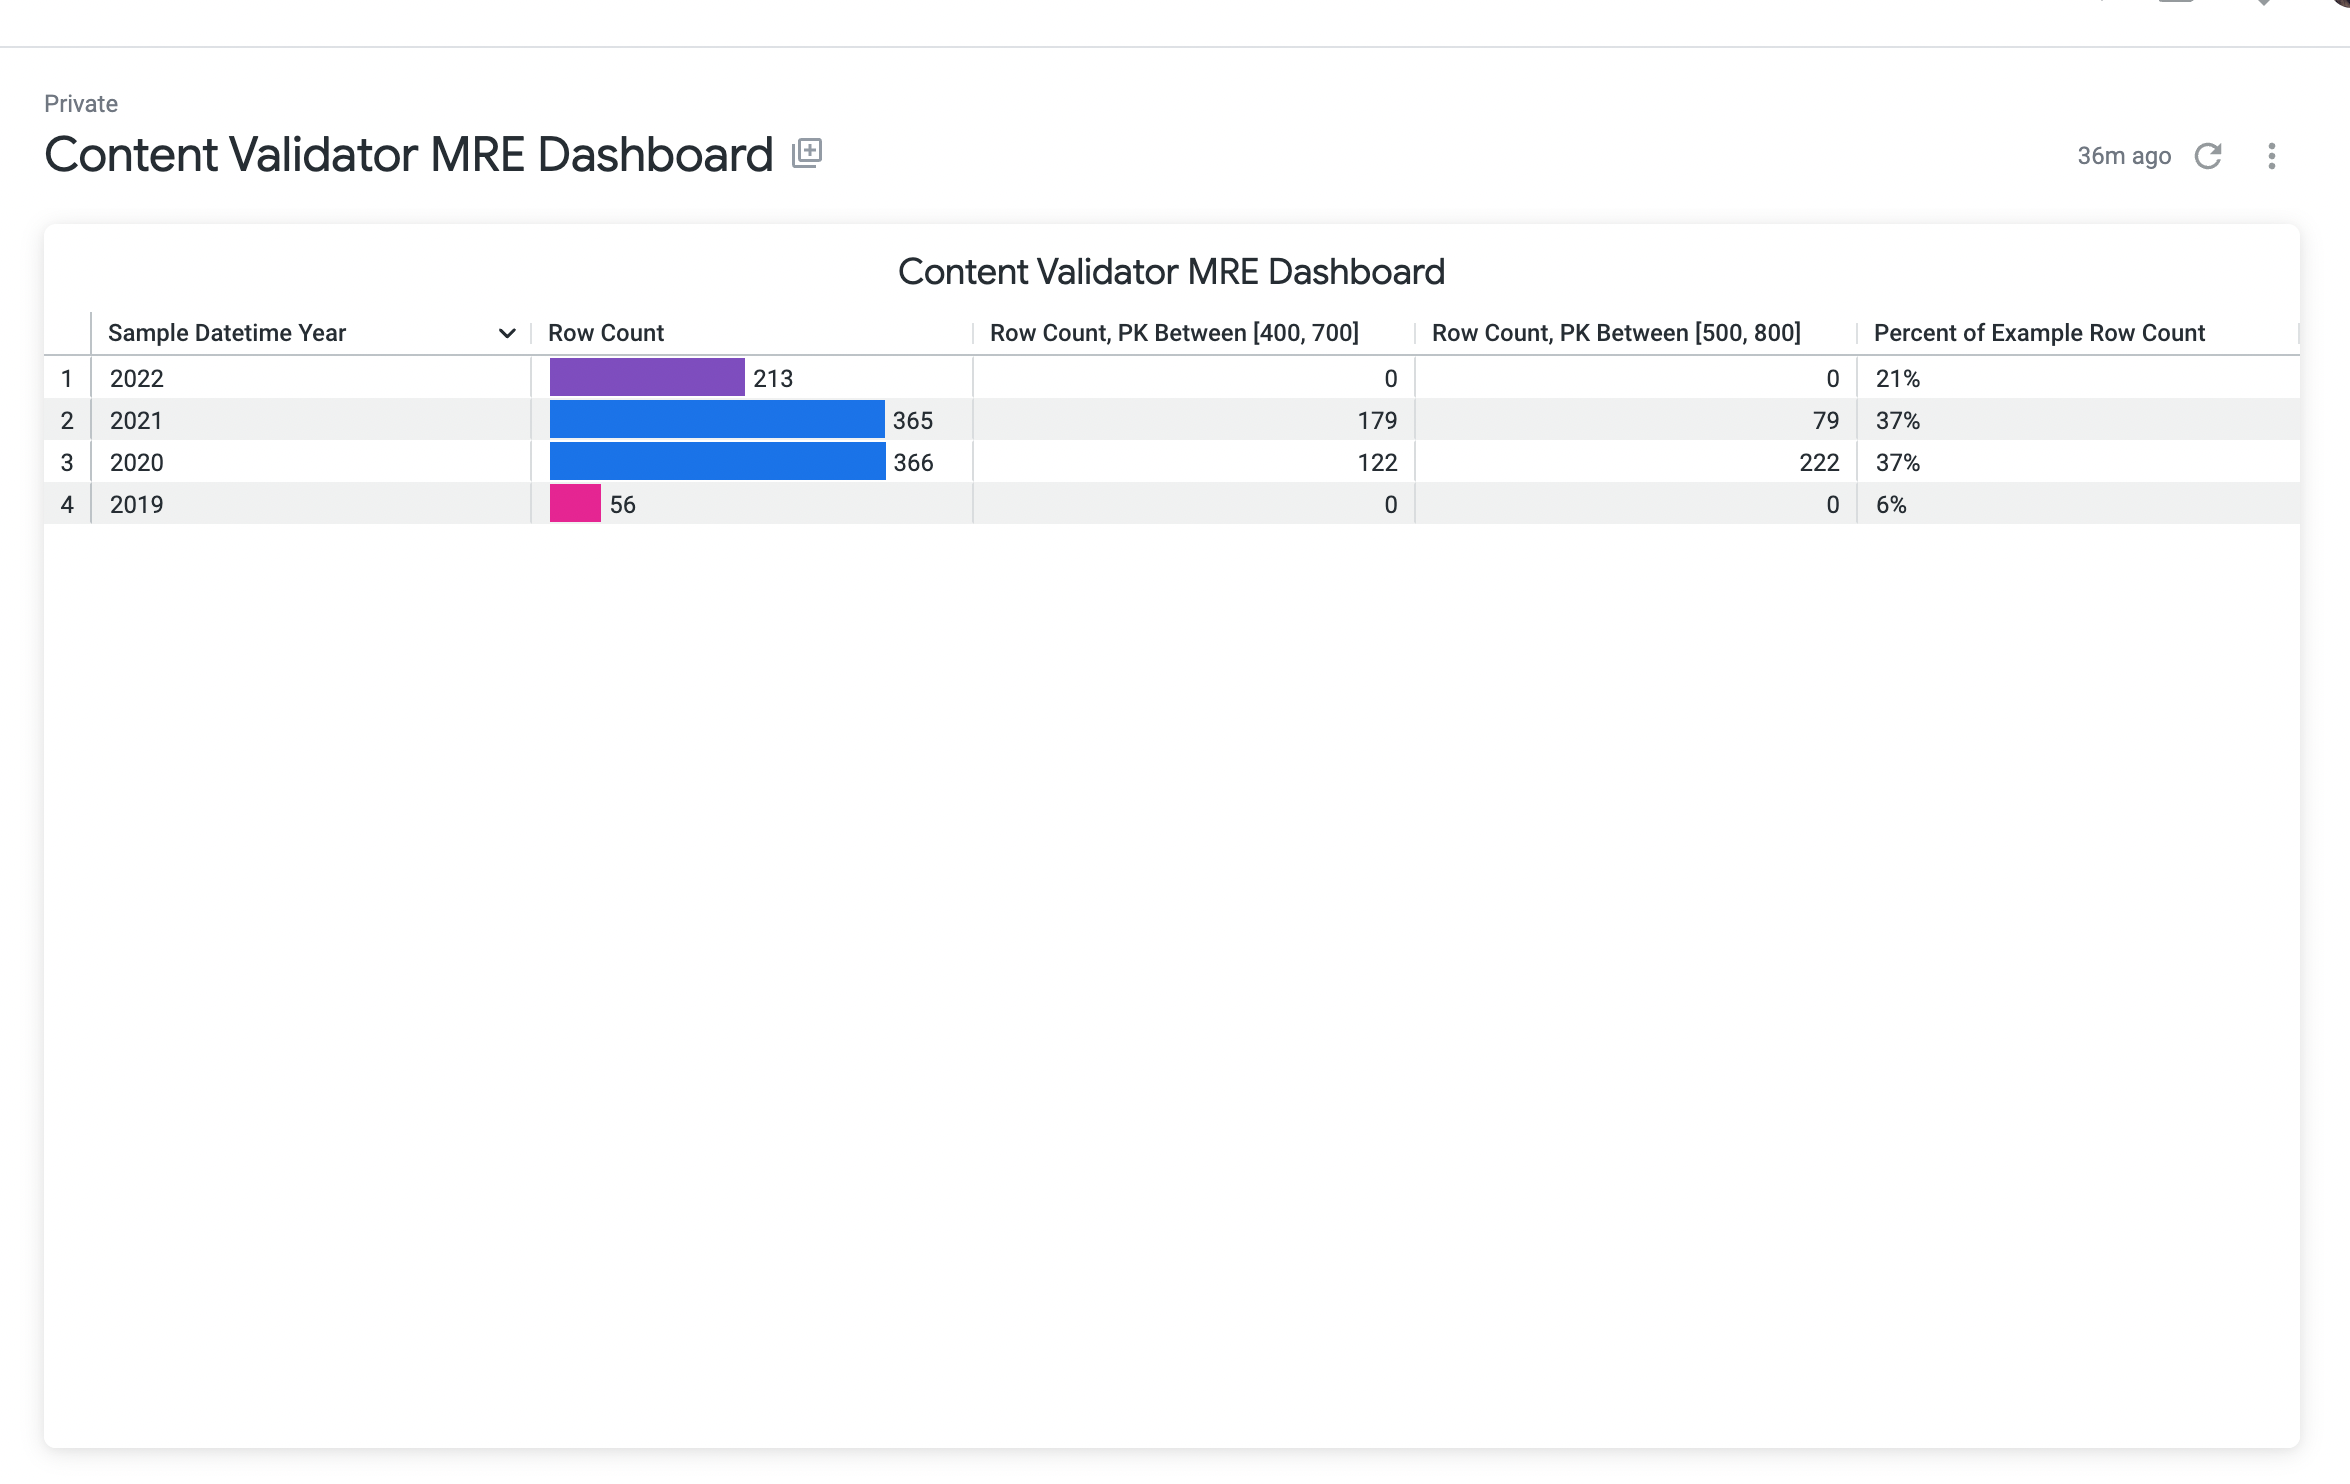 Private
Content Validator MRE Dashboard
36m ago
Content Validator MRE Dashboard
Sample Datetime Year Row Count Row Count, PK Between [400, 700] Row Count, PK Between [500, 800] Percent of Example Row Count
1 2022 213 0 0 21%
2 2021 365 179 79 37%
3 2020 366 122 222 37%
4 2019 56 0 0 6%